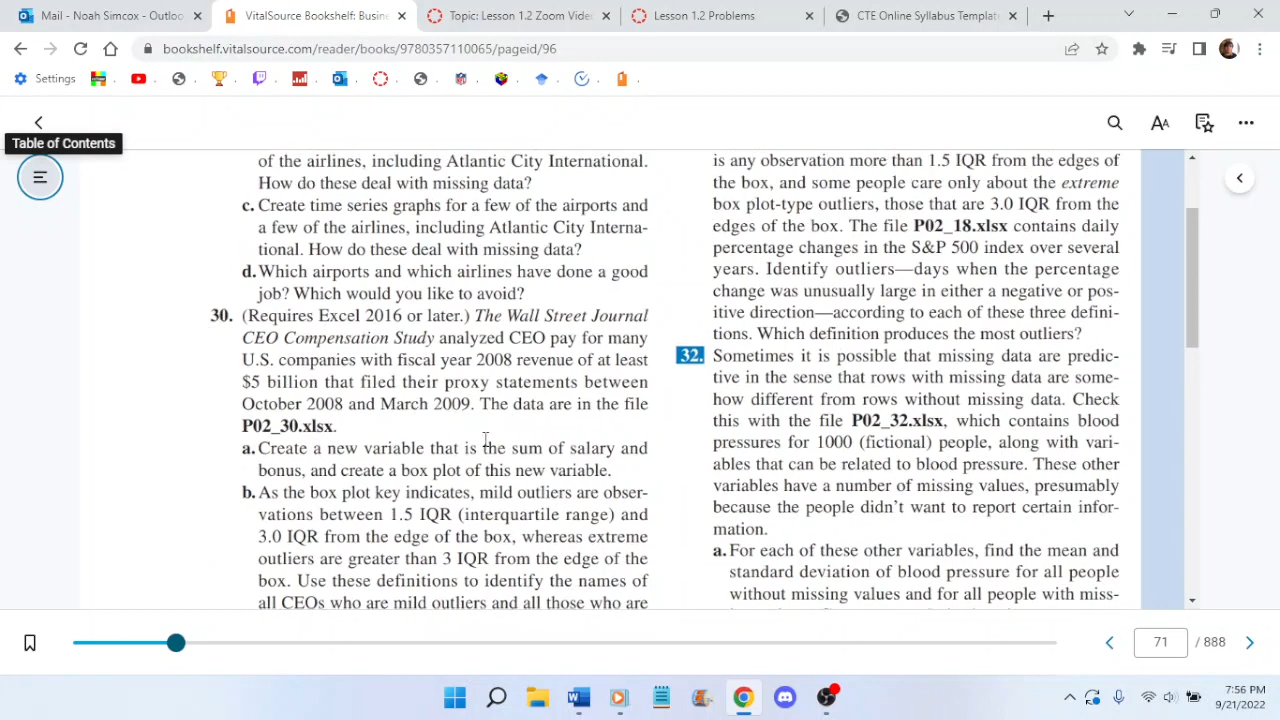 Mail - Noah Simcox - Outloo
VitalSource Bookshelf: Busine
Topic: Lesson 1.2 Zoom Video
Lesson 1.2 Problems
CTE Online Syllabus Templat
bookshelf.vitalsource.com/reader/books/9780357110065/pageid/96
Settings
Table of Contents
of the airlines, including Atlantic City International.
How do these deal with missing data?
c. Create time series graphs for a few of the airports and
a few of the airlines, including Atlantic City Interna-
tional. How do these deal with missing data?
d. Which airports and which airlines have done a good
job? Which would you like to avoid?
30. (Requires Excel 2016 or later.) The Wall Street Journal
CEO Compensation Study analyzed CEO pay for many
U.S. companies with fiscal year 2008 revenue of at least
$5 billion that filed their proxy statements between
October 2008 and March 2009. The data are in the file
P02_30.xlsx.
a. Create a new variable that is the sum of salary and
bonus, and create a box plot of this new variable.
b. As the box plot key indicates, mild outliers are obser-
vations between 1.5 IQR (interquartile range) and
3.0 IQR from the edge of the box, whereas extreme
outliers are greater than 3 IQR from the edge of the
box. Use these definitions to identify the names of
all CEOs who are mild outliers and all those who are
is any observation more than 1.5 IQR from the edges of
the box, and some people care only about the extreme
box plot-type outliers, those that are 3.0 IQR from the
edges of the box. The file P02_18.xlsx contains daily
percentage changes in the S&P 500 index over several
years. Identify outliers—days when the percentage
change was unusually large in either a negative or pos-
itive direction—according to each of these three defini-
tions. Which definition produces the most outliers?
32. Sometimes it is possible that missing data are predic-
tive in the sense that rows with missing data are some-
how different from rows without missing data. Check
this with the file P02_32.xlsx, which contains blood
pressures for 1000 (fictional) people, along with vari-
ables that can be related to blood pressure. These other
variables have a number of missing values, presumably
because the people didn't want to report certain infor-
mation.
a. For each of these other variables, find the mean and
standard deviation of blood pressure for all people
without missing values and for all people with miss-
71 / 888
7:56 PM
9/21/2022